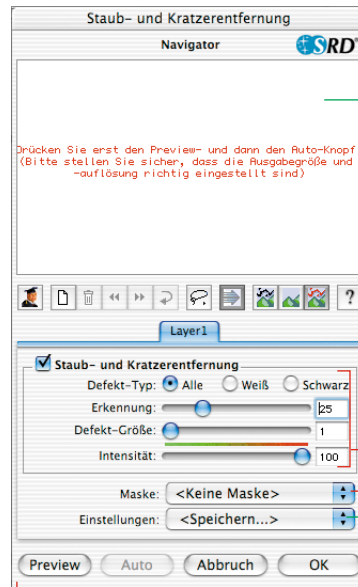 Staub- und Kratzerentfernung
Navigator
SRD
Drücken Sie erst den Preview- und dann den Auto-Knopf
(Bitte stellen Sie sicher, dass die Ausgabegröße und
-auflösung richtig eingestellt sind)
?
Layer1
Staub- und Kratzerentfernung
Defekt-Typ: Alle Weiß Schwarz
Erkennung: 25
Defekt-Größe: 1
Intensität: 100
Maske: <Keine Maske>
Einstellungen: <Speichern...>
Preview Auto Abbruch OK